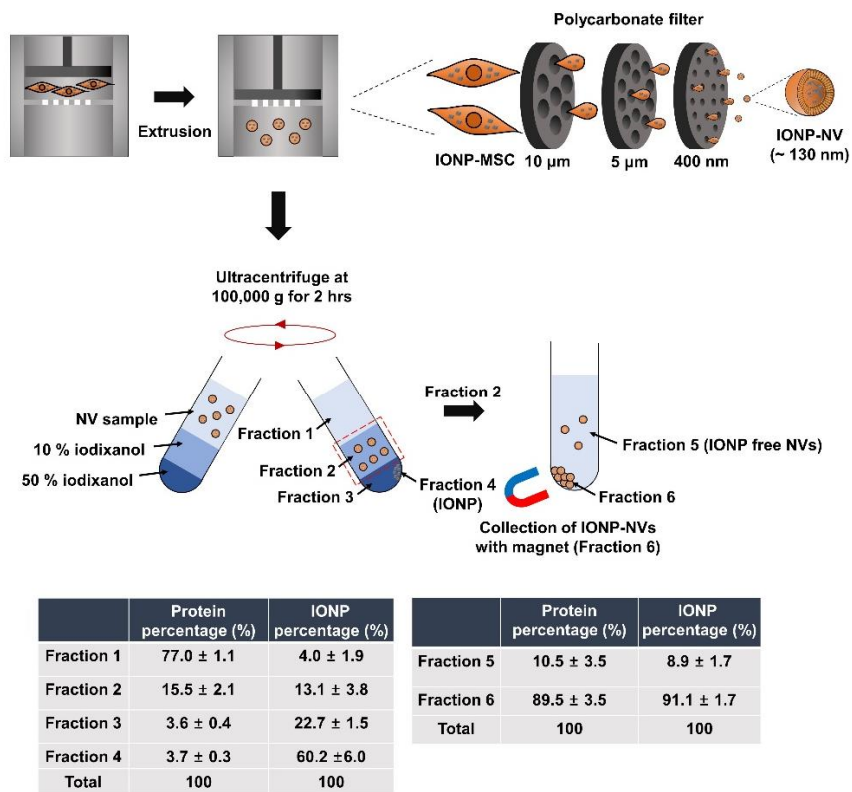 Polycarbonate filter
Extrusion
IONP-MSC
10 µm
5 µm
400 nm
IONP-NV
(~ 130 nm)
Ultracentrifuge at
100,000 g for 2 hrs
NV sample
10 % iodixanol
50 % iodixanol
Fraction 1
Fraction 2
Fraction 3
Fraction 4
(IONP)
Fraction 2
Fraction 5 (IONP free NVs)
Fraction 6
Collection of IONP-NVs
with magnet (Fraction 6)
Protein percentage (%) IONP percentage (%)
Fraction 1 77.0 ± 1.1 4.0 ± 1.9
Fraction 2 15.5 ± 2.1 13.1 ± 3.8
Fraction 3 3.6 ± 0.4 22.7 ± 1.5
Fraction 4 3.7 ± 0.3 60.2 ±6.0
Total 100 100
Protein percentage (%) IONP percentage (%)
Fraction 5 10.5 ± 3.5 8.9 ± 1.7
Fraction 6 89.5 ± 3.5 91.1 ± 1.7
Total 100 100